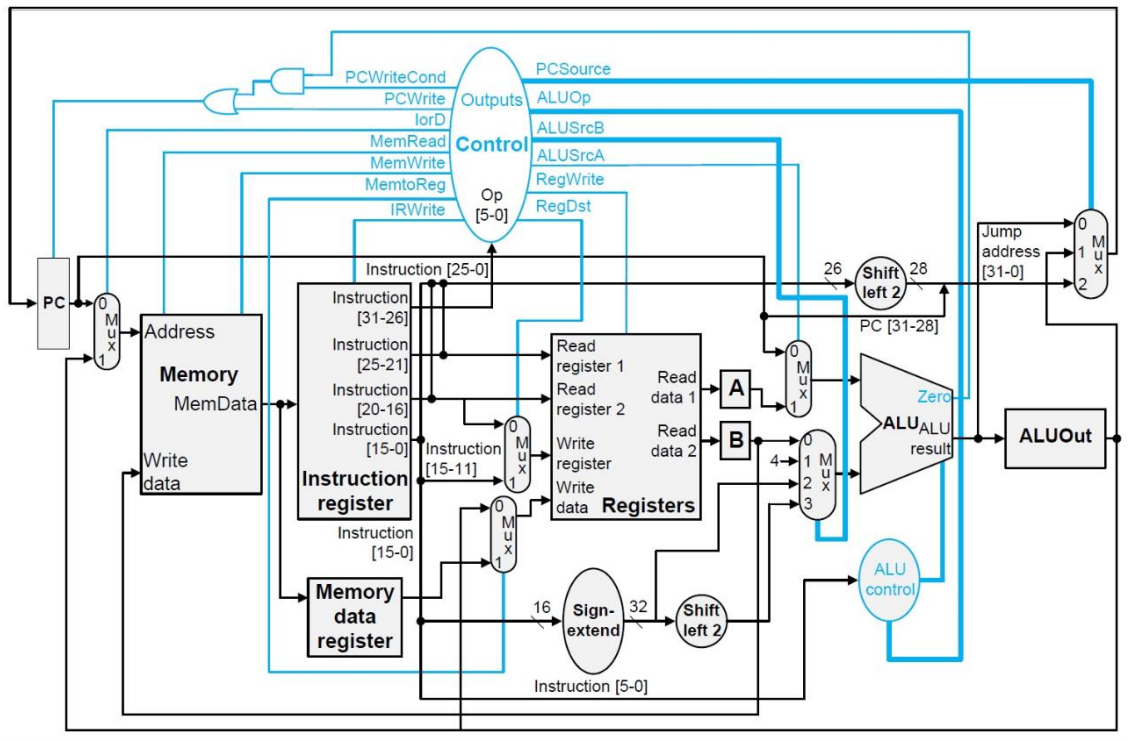 PCWriteCond
PCWrite
IorD
MemRead
MemWrite
MemtoReg
IRWrite
Outputs
Control
Op
[5-0]
PCSource
ALUOp
ALUSrcB
ALUSrcA
RegWrite
RegDst
PC
0
Mux
1
Address
Memory
MemData
Write
data
Instruction [25-0]
Instruction
[31-26]
Instruction
[25-21]
Instruction
[20-16]
Instruction
[15-0]
Instruction
register
Instruction
[15-11]
Instruction
[15-0]
Memory
data
register
0
Mux
1
0
Mux
1
Read
register 1
Read
register 2
Write
register
Write
data
Read
data 1
Read
data 2
Registers
A
B
26
Shift
left 2
28
Jump
address
[31-0]
PC [31-28]
0
Mux
1
4
0
1
2
3
Mux
Zero
ALU
ALU
result
ALUOut
0
1
2
Mux
16
Sign-
extend
32
Shift
left 2
ALU
control
Instruction [5-0]